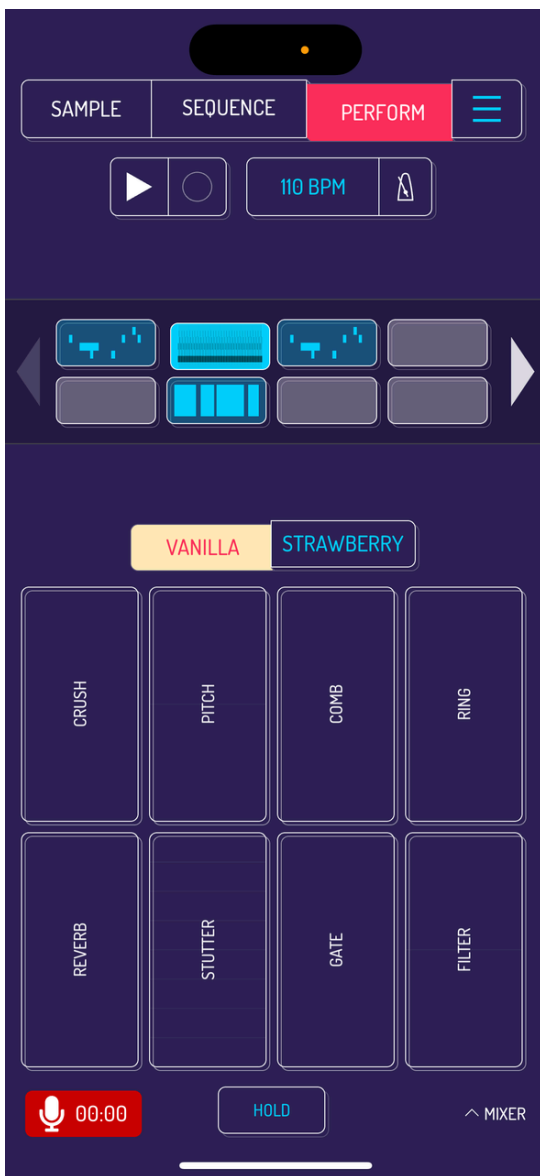 SAMPLE SEQUENCE PERFORM
110 BPM
VANILLA STRAWBERRY
CRUSH PITCH COMB RING
REVERB STUTTER GATE FILTER
00:00 HOLD MIXER